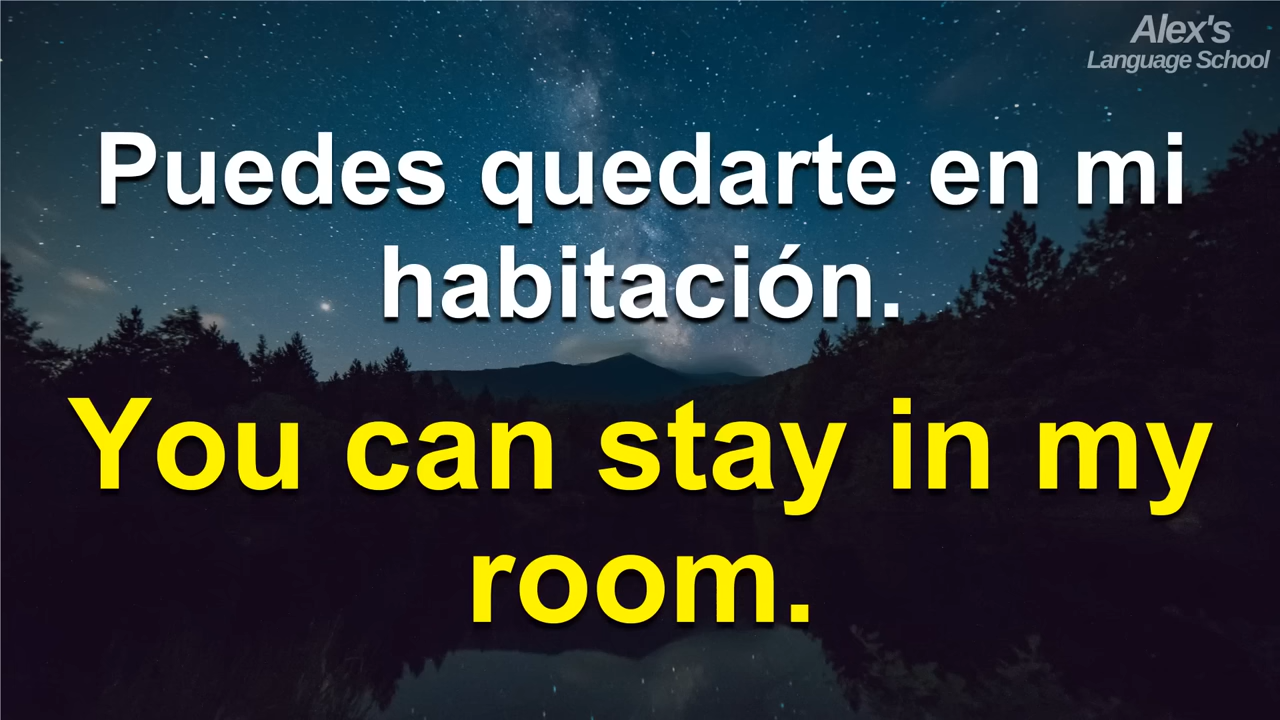 Alex's
Language School
Puedes quedarte en mi
habitación.
You can stay in my
room.